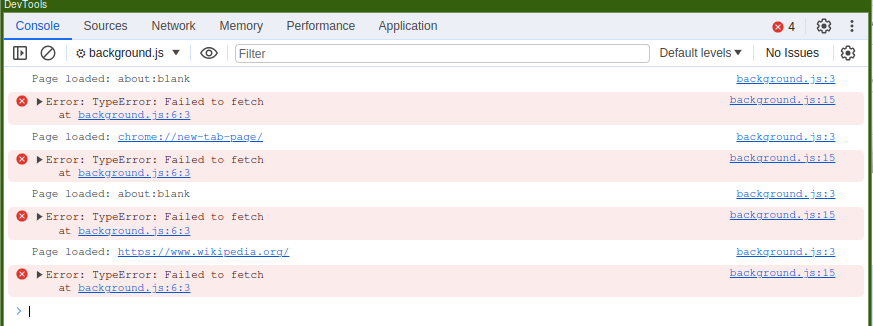 DevTools
Console Sources Network Memory Performance Application 4
background.js Filter Default levels No Issues
Page loaded: about:blank background.js:3
Error: TypeError: Failed to fetch background.js:15
at background.js:6:3
Page loaded: chrome://new-tab-page/ background.js:3
Error: TypeError: Failed to fetch background.js:15
at background.js:6:3
Page loaded: about:blank background.js:3
Error: TypeError: Failed to fetch background.js:15
at background.js:6:3
Page loaded: https://www.wikipedia.org/ background.js:3
Error: TypeError: Failed to fetch background.js:15
at background.js:6:3